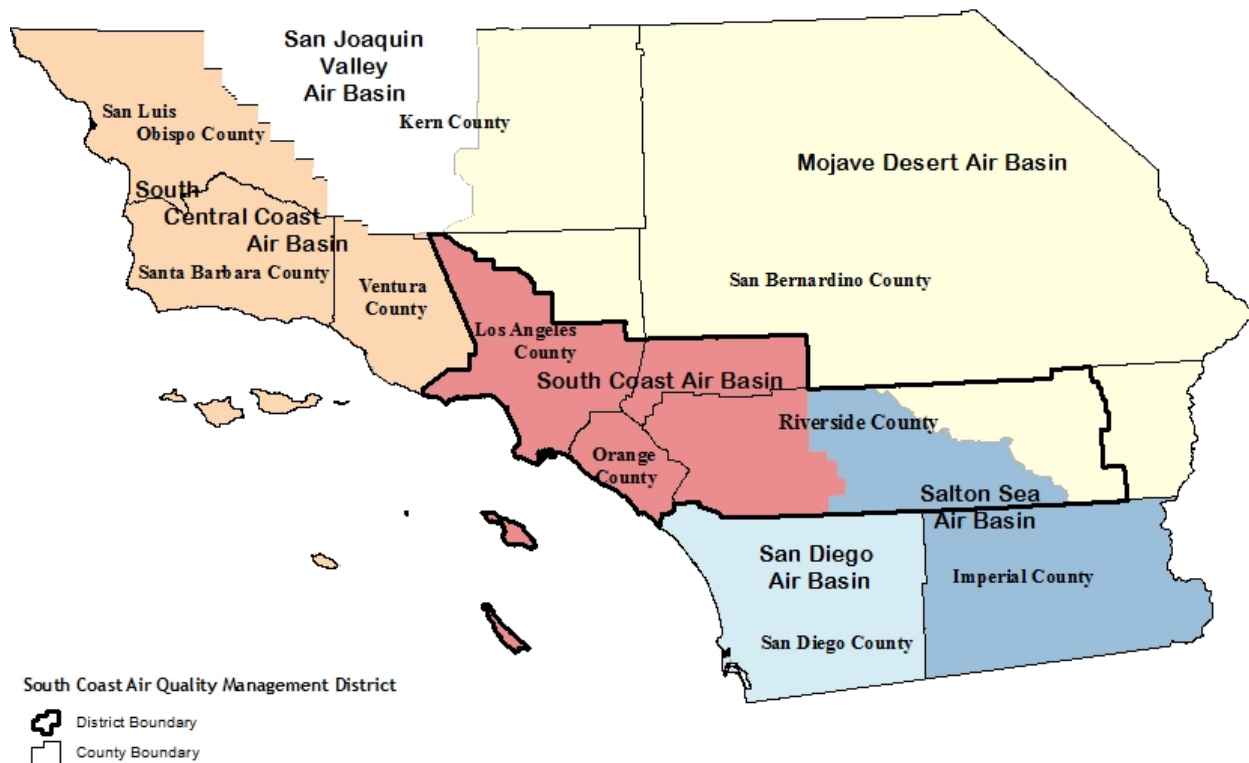 San Joaquin
Valley
Air Basin
Kern County
San Luis
Obispo County
Mojave Desert Air Basin
South
Central Coast
Air Basin
Santa Barbara County
Ventura
County
San Bernardino County
Los Angeles
County
South Coast Air Basin
Riverside County
Orange
County
Salton Sea
Air Basin
San Diego
Air Basin
Imperial County
San Diego County
South Coast Air Quality Management District
District Boundary
County Boundary